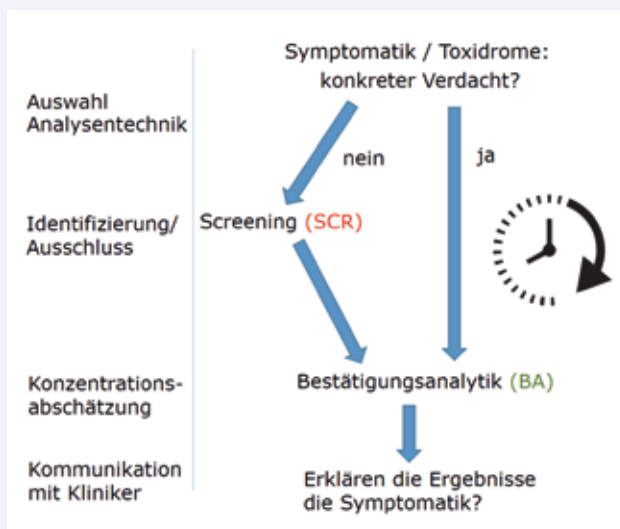 Symptomatik / Toxidrome:
konkreter Verdacht?
Auswahl
Analysentechnik
nein
ja
Identifizierung/
Ausschluss
Screening (SCR)
Konzentrations-
abschätzung
Bestätigungsanalytik (BA)
Kommunikation
mit Kliniker
Erklären die Ergebnisse
die Symptomatik?